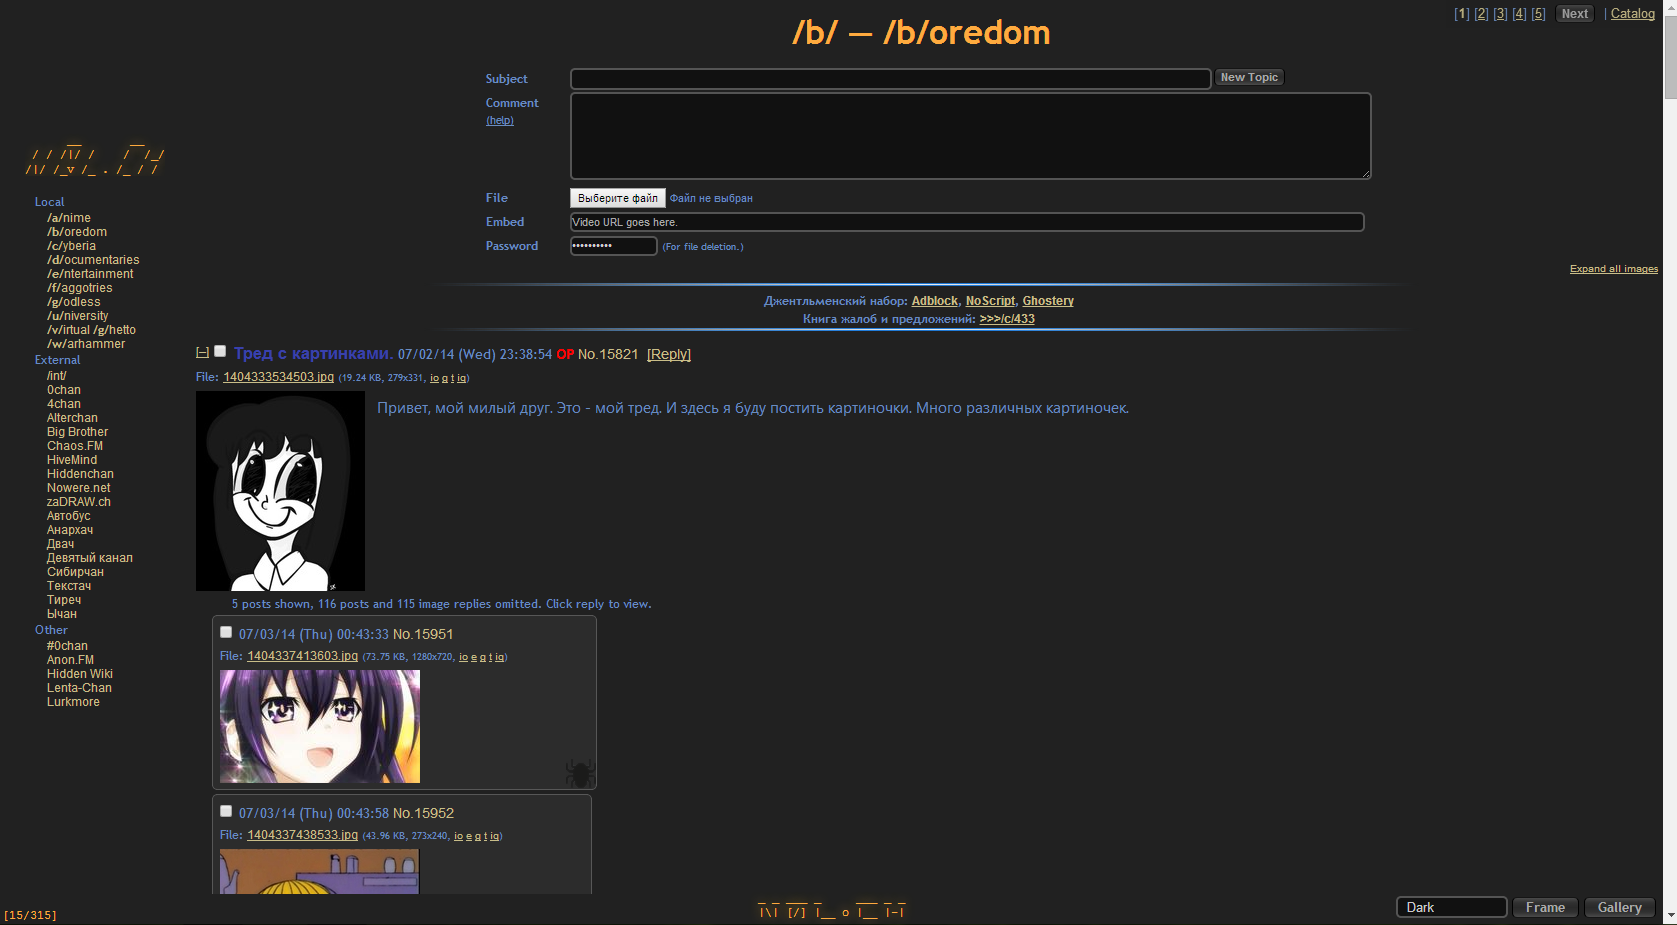 [1] [2] [3] [4] [5] Next | Catalog
/b/ — /b/oredom
Subject New Topic
Comment
(help)
File Выберите файл Файл не выбран
Embed Video URL goes here.
Password •••••••••• (For file deletion.)
Expand all images
Джентльменский набор: Adblock, NoScript, Ghostery
Книга жалоб и предложений: >>>/c/433
Local
/a/nime
/b/oredom
/c/yberia
/d/ocumentaries
/e/ntertainment
/f/aggotries
/g/odless
/u/niversity
/v/irtual /g/hetto
/w/arhammer
External
/int/
0chan
4chan
Alterchan
Big Brother
Chaos.FM
HiveMind
Hiddenchan
Nowere.net
zaDRAW.ch
Автобус
Анархач
Двач
Девятый канал
Сибирчан
Текстач
Тиреч
Ычан
Other
#0chan
Anon.FM
Hidden Wiki
Lenta-Chan
Lurkmore
[–] Тред с картинками. 07/02/14 (Wed) 23:38:54 OP No.15821 [Reply]
File: 1404333534503.jpg (19.24 KB, 279x331, io g t iq)
Привет, мой милый друг. Это - мой тред. И здесь я буду постить картиночки. Много различных картиночек.
5 posts shown, 116 posts and 115 image replies omitted. Click reply to view.
07/03/14 (Thu) 00:43:33 No.15951
File: 1404337413603.jpg (73.75 KB, 1280x720, io e g t iq)
07/03/14 (Thu) 00:43:58 No.15952
File: 1404337438533.jpg (43.96 KB, 273x240, io e g t iq)
[15/315]
Dark Frame Gallery